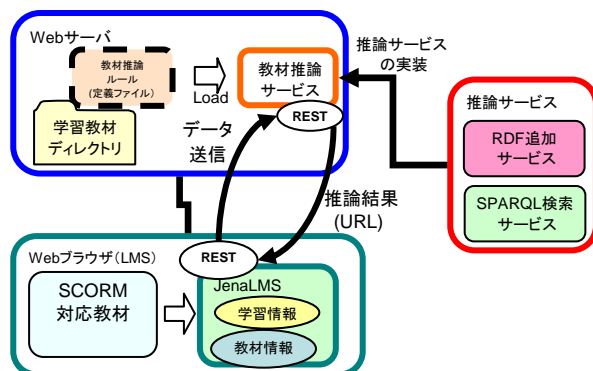 Webサーバ
教材推論
ルール
(定義ファイル)
Load
教材推論
サービス
REST
学習教材
ディレクトリ
データ
送信
推論サービス
の実装
推論サービス
RDF追加
サービス
SPARQL検索
サービス
推論結果
(URL)
Webブラウザ(LMS)
REST
SCORM
対応教材
JenaLMS
学習情報
教材情報